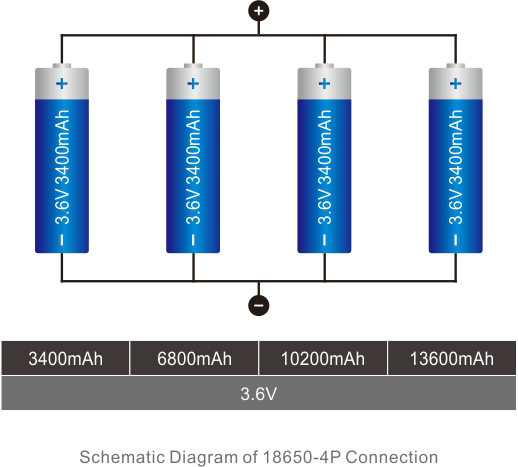 +
+ + + +
3.6V 3400mAh
3.6V 3400mAh
3.6V 3400mAh
3.6V 3400mAh
− − − −
−
3400mAh 6800mAh 10200mAh 13600mAh
3.6V
Schematic Diagram of 18650-4P Connection